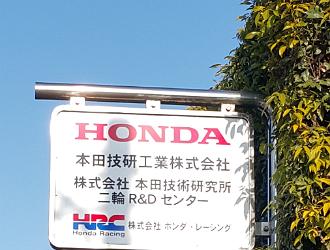 HONDA
本田技研工業株式会社
株式会社 本田技術研究所
二輪 R&D センター
HRC 株式会社 ホンダ・レーシング
Honda Racing